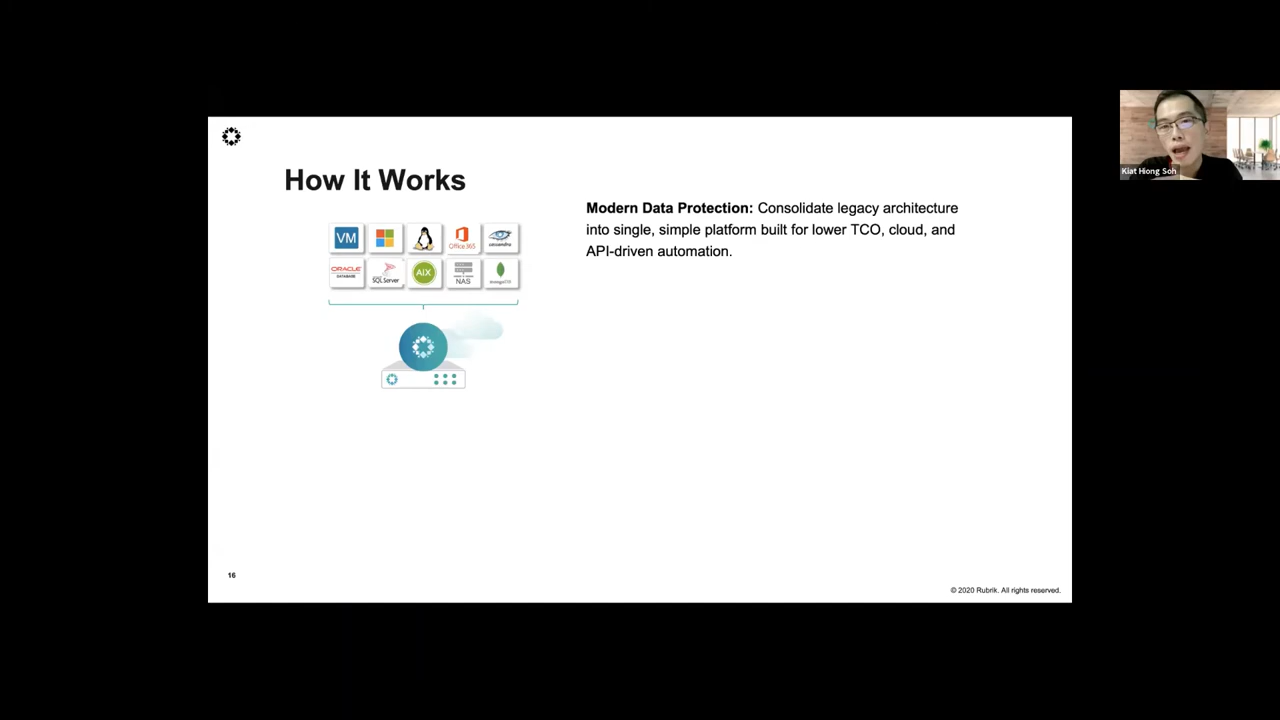 How It Works
Modern Data Protection: Consolidate legacy architecture
into single, simple platform built for lower TCO, cloud, and
API-driven automation.
VM
Office 365
cassandra
ORACLE
DATABASE
SQL Server
AIX
NAS
mongoDB
Kiat Hiong Soh
16
© 2020 Rubrik. All rights reserved.